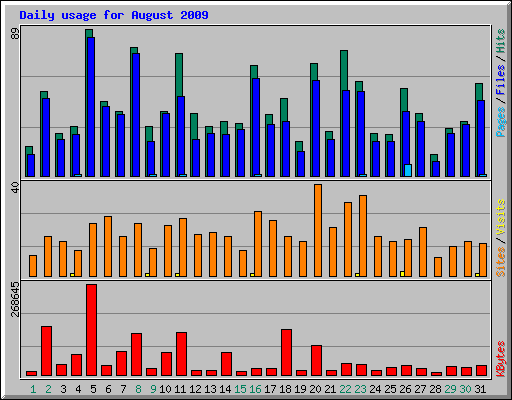 Daily usage for August 2009
89
Pages / Files / Hits
40
Sites / Visits
268645
KBytes
1 2 3 4 5 6 7 8 9 10 11 12 13 14 15 16 17 18 19 20 21 22 23 24 25 26 27 28 29 30 31